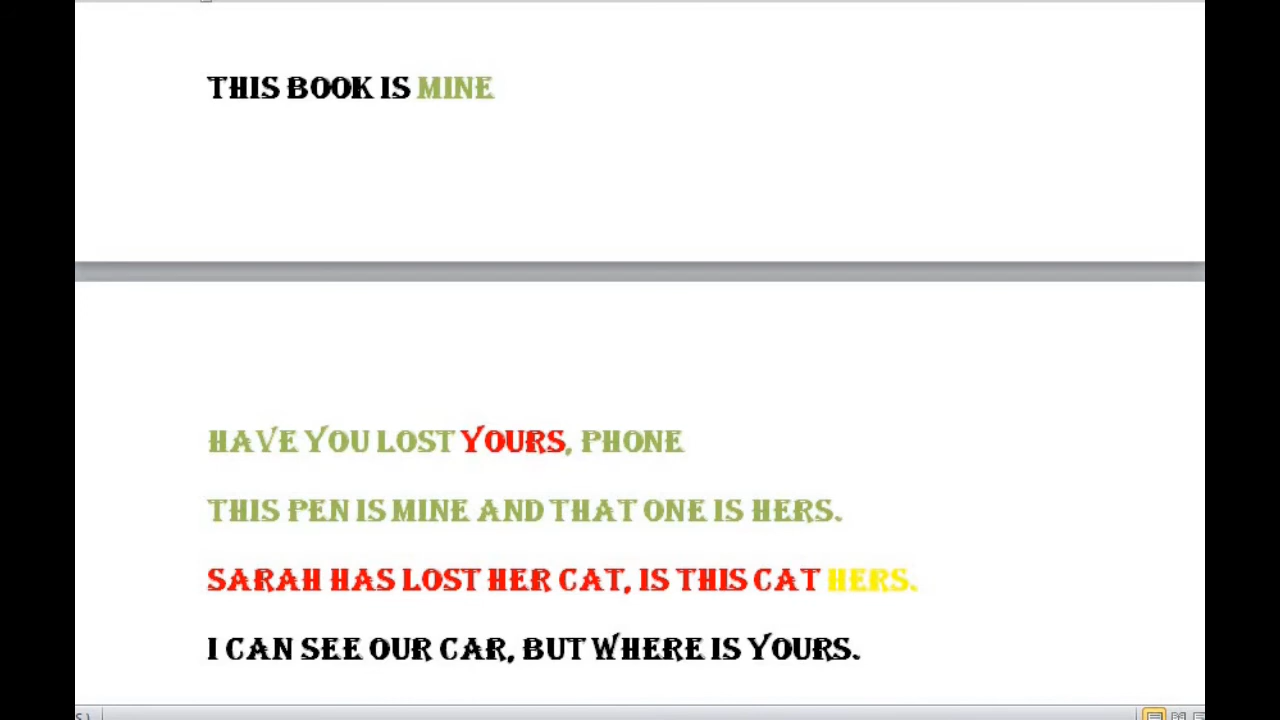 THIS BOOK IS MINE
HAVE YOU LOST YOURS, PHONE
THIS PEN IS MINE AND THAT ONE IS HERS.
SARAH HAS LOST HER CAT, IS THIS CAT HERS.
I CAN SEE OUR CAR, BUT WHERE IS YOURS.